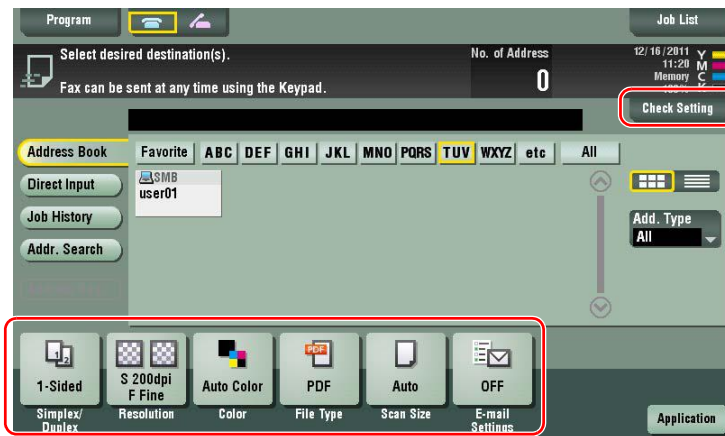 Program
Job List
Select desired destination(s).
Fax can be sent at any time using the Keypad.
No. of Address
0
12/16/2011
11:20
Memory
Y
M
C
K
Check Setting
Address Book
Favorite ABC DEF GHI JKL MNO PQRS TUV WXYZ etc All
Direct Input
Job History
Addr. Search
SMB
user01
Add. Type
All
1, 2
1-Sided
S 200dpi
F Fine
Auto Color
PDF
PDF
Auto
OFF
Simplex/
Duplex
Resolution
Color
File Type
Scan Size
E-mail
Settings
Application